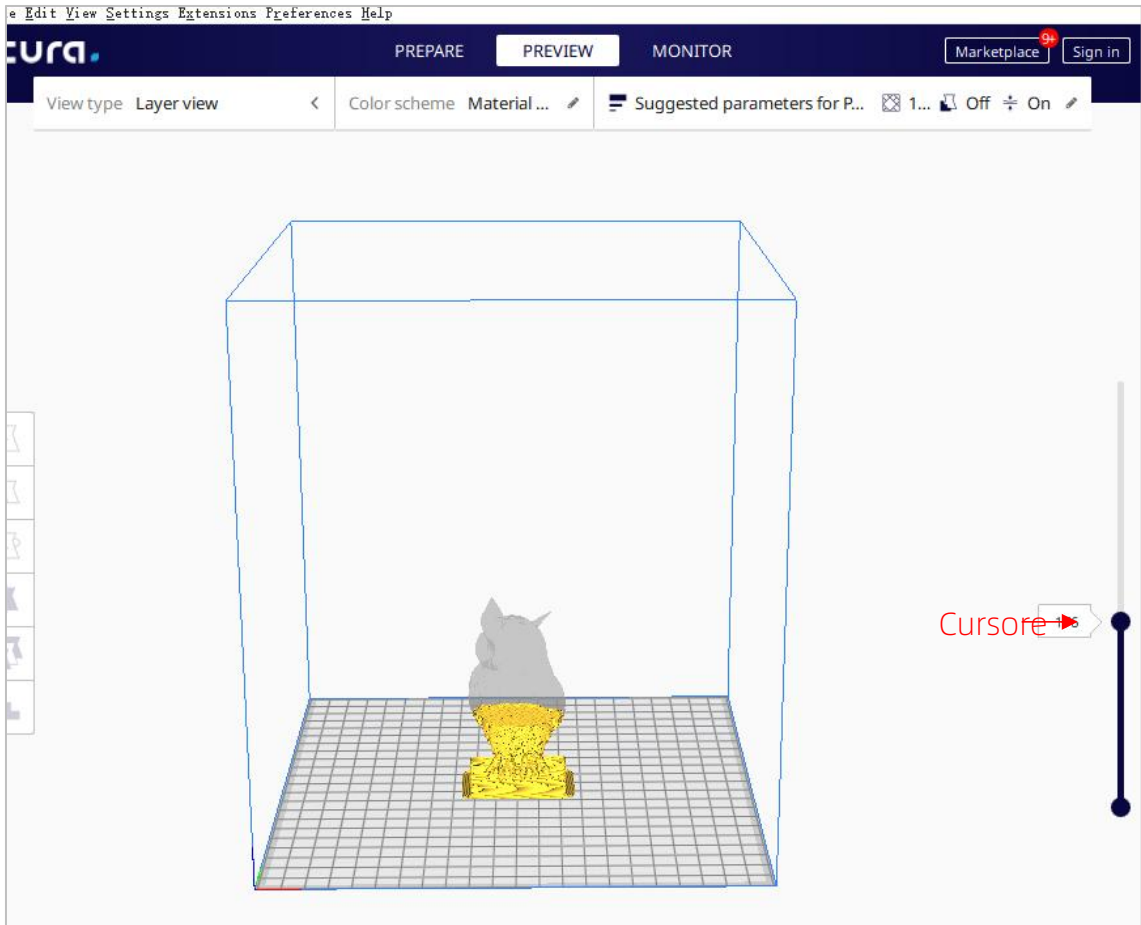 e Edit View Settings Extensions Preferences Help
cura.
PREPARE PREVIEW MONITOR
Marketplace 9+ Sign in
View type Layer view < Color scheme Material ... Suggested parameters for P... 1... Off On
Cursore